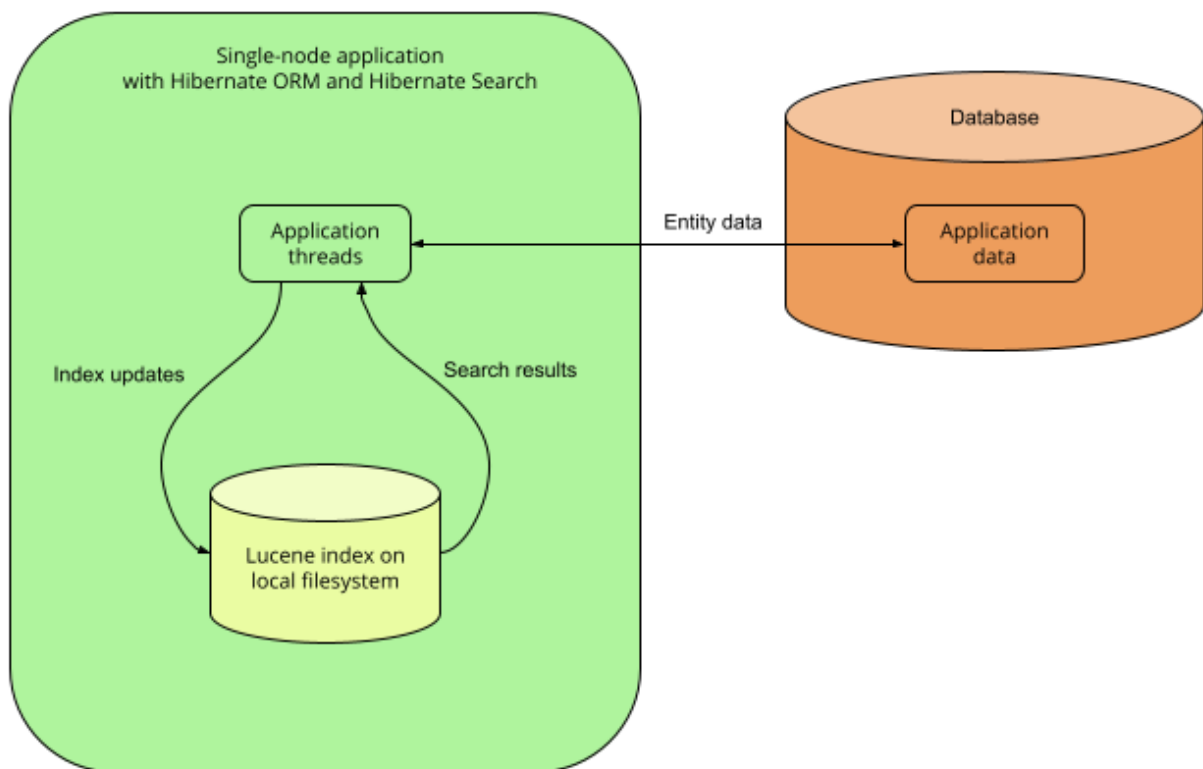 Single-node application
with Hibernate ORM and Hibernate Search
Database
Application
threads
Entity data
Application
data
Index updates
Search results
Lucene index on
local filesystem